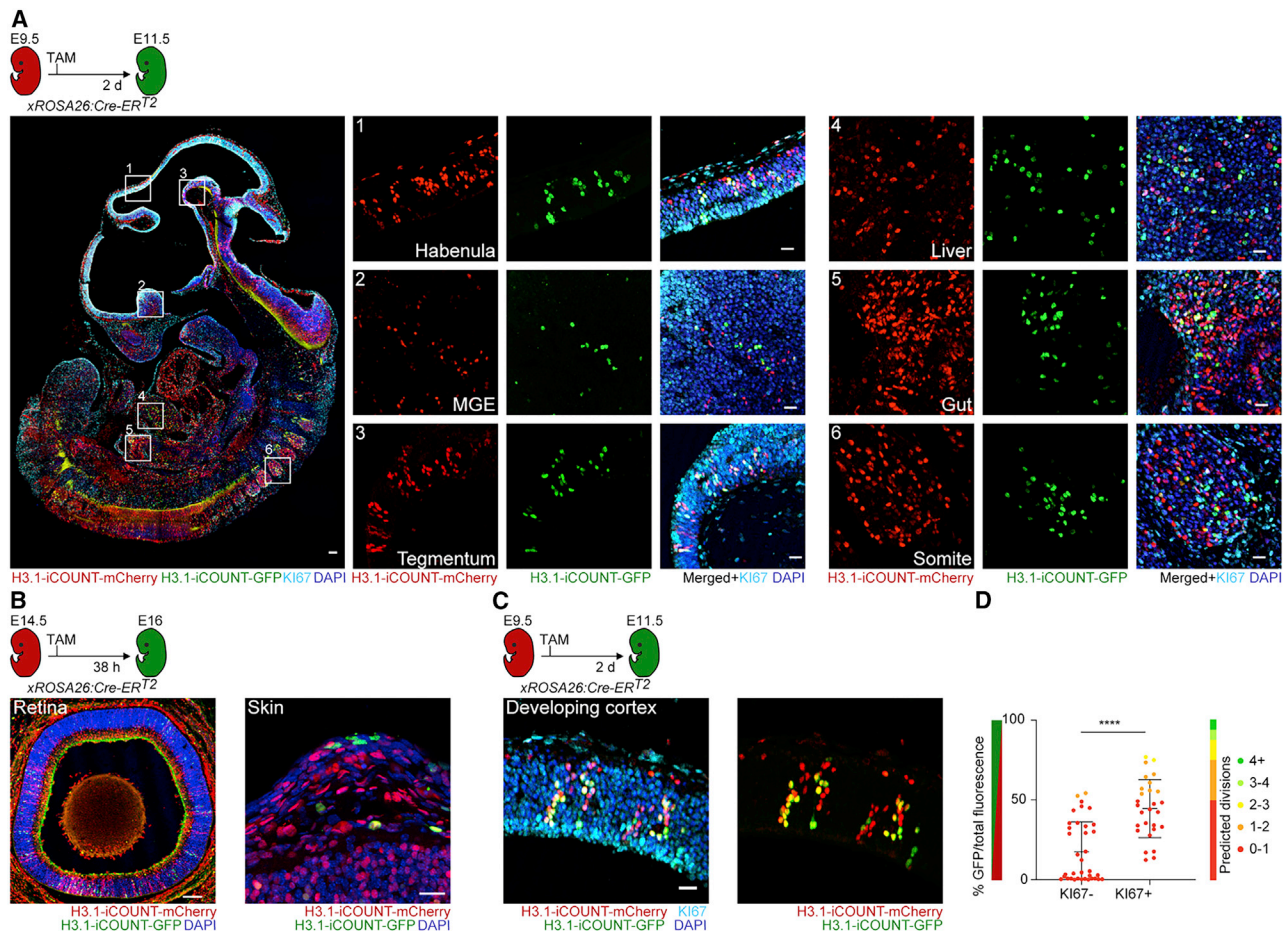 A
E9.5 E11.5
TAM
2 d
xROSA26:Cre-ERT2
1
2
3
4
5
6
H3.1-iCOUNT-mCherry H3.1-iCOUNT-GFP KI67 DAPI
1
Habenula
2
MGE
3
Tegmentum
H3.1-iCOUNT-mCherry H3.1-iCOUNT-GFP Merged+KI67 DAPI
4
Liver
5
Gut
6
Somite
H3.1-iCOUNT-mCherry H3.1-iCOUNT-GFP Merged+KI67 DAPI
B
E14.5 E16
TAM
38 h
xROSA26:Cre-ERT2
Retina
H3.1-iCOUNT-mCherry
H3.1-iCOUNT-GFP DAPI
Skin
H3.1-iCOUNT-mCherry
H3.1-iCOUNT-GFP DAPI
C
E9.5 E11.5
TAM
2 d
xROSA26:Cre-ERT2
Developing cortex
H3.1-iCOUNT-mCherry KI67
H3.1-iCOUNT-GFP DAPI
H3.1-iCOUNT-mCherry
H3.1-iCOUNT-GFP
D
% GFP/total fluorescence
100
50
0
****
KI67- KI67+
Predicted divisions
4+
3-4
2-3
1-2
0-1